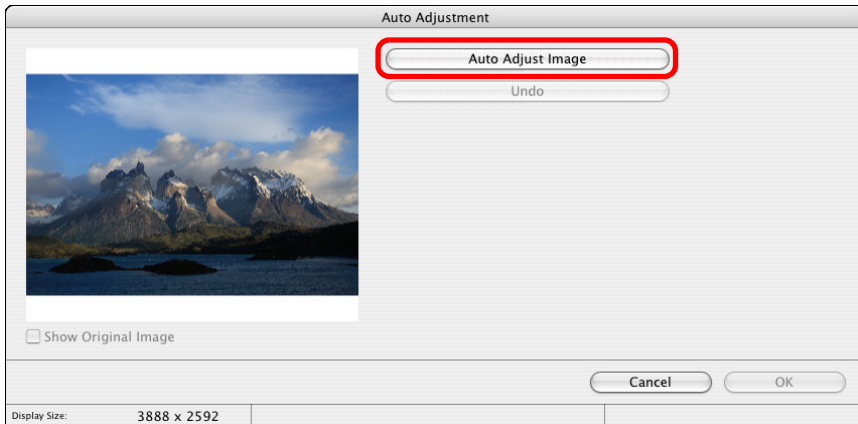 Auto Adjustment
Auto Adjust Image
Undo
Show Original Image
Cancel OK
Display Size: 3888 x 2592